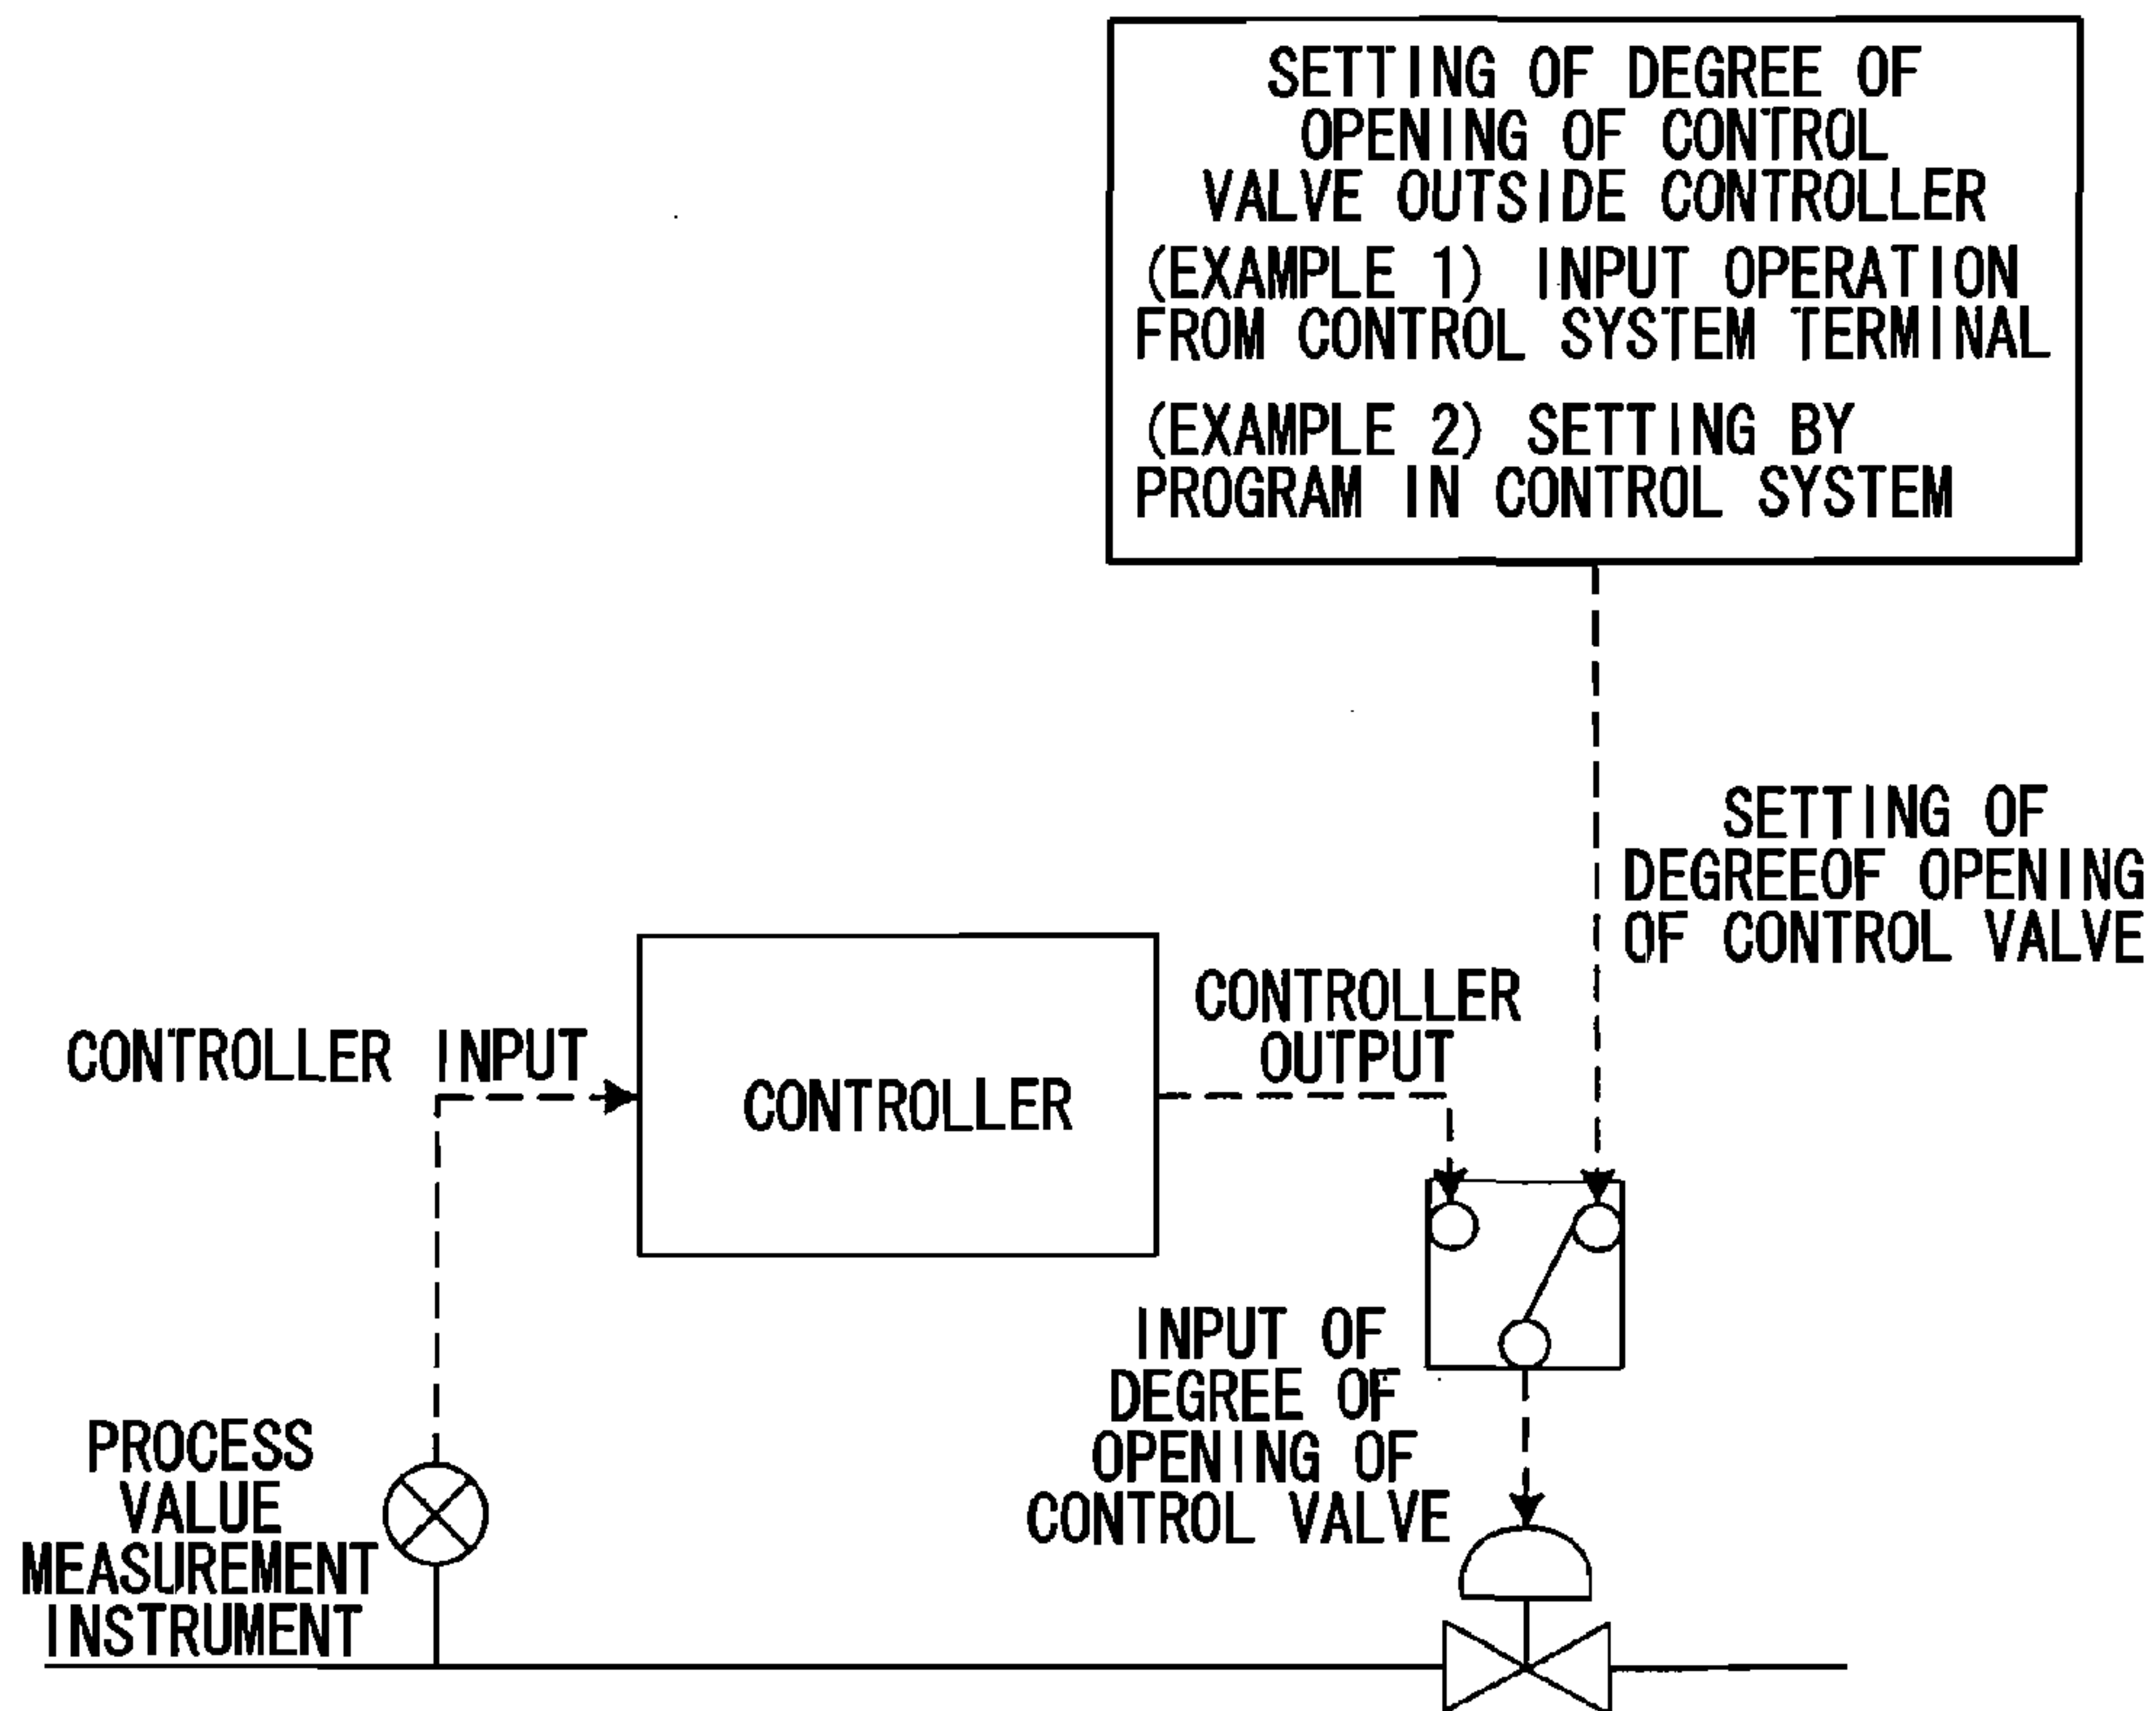 SETTING OF DEGREE OF
OPENING OF CONTROL
VALVE OUTSIDE CONTROLLER
(EXAMPLE 1) INPUT OPERATION
FROM CONTROL SYSTEM TERMINAL
(EXAMPLE 2) SETTING BY
PROGRAM IN CONTROL SYSTEM
SETTING OF
DEGREEOF OPENING
OF CONTROL VALVE
CONTROLLER
OUTPUT
CONTROLLER INPUT
CONTROLLER
INPUT OF
DEGREE OF
OPENING OF
CONTROL VALVE
PROCESS
VALUE
MEASUREMENT
INSTRUMENT